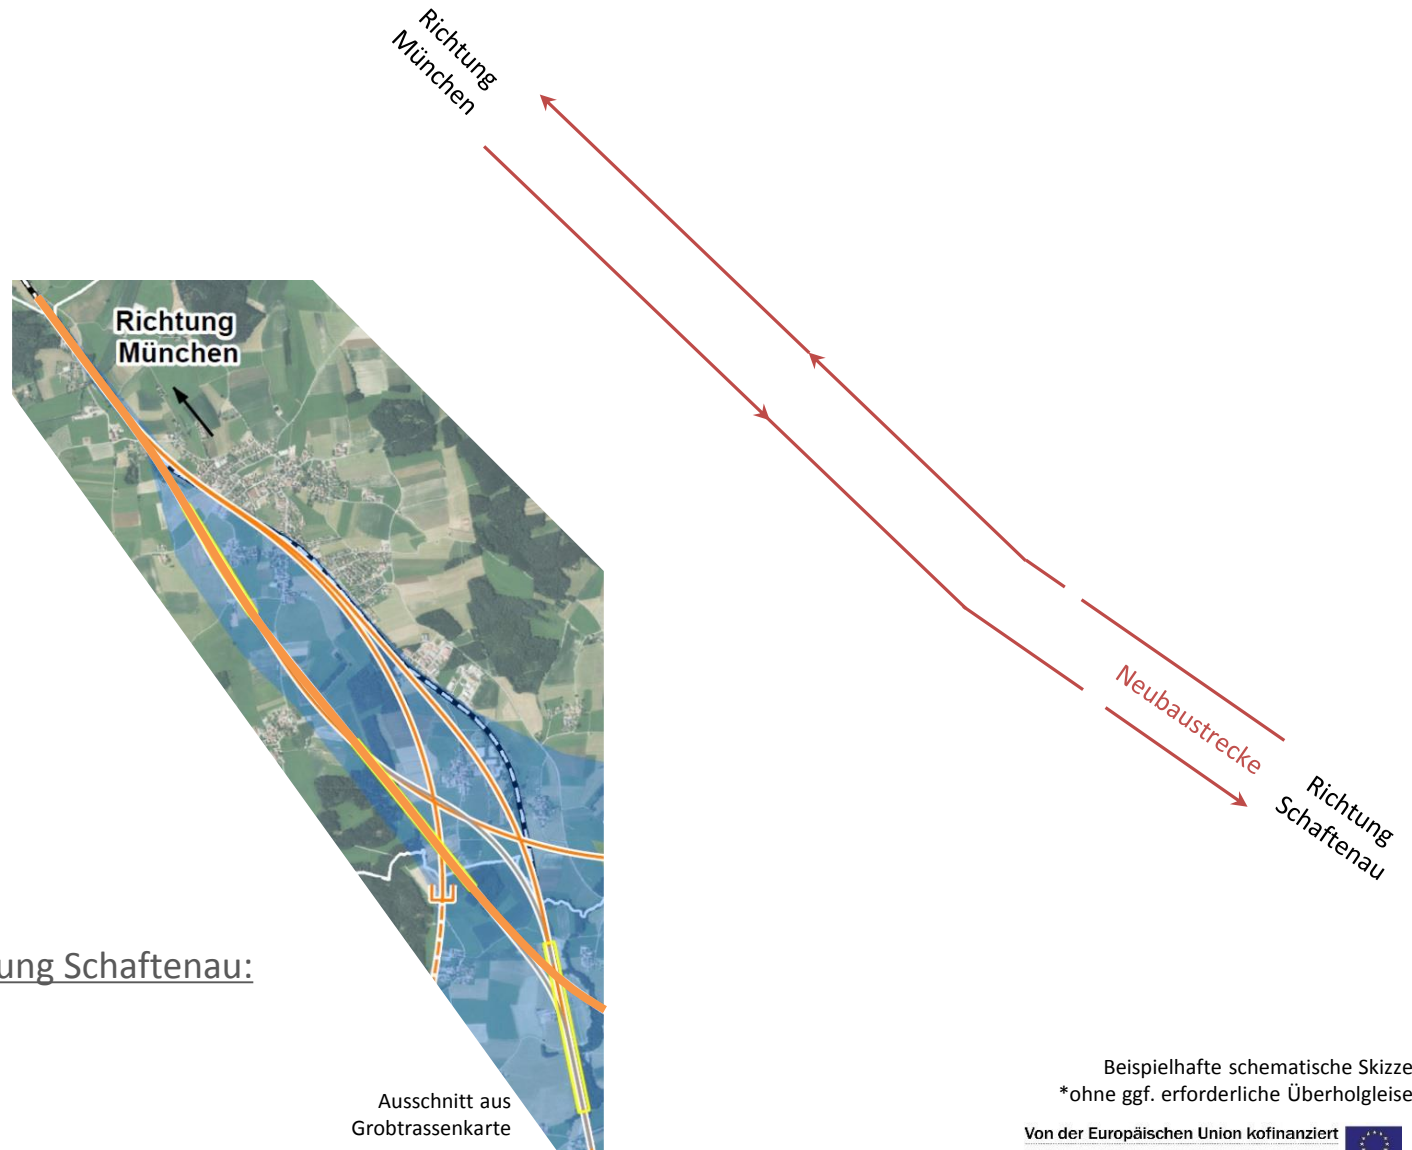 Richtung
München
Richtung
München
Neubaustrecke
Richtung
Schaftenau
ung Schaftenau:
Ausschnitt aus
Grobtrassenkarte
Beispielhafte schematische Skizze
*ohne ggf. erforderliche Überholgleise
Von der Europäischen Union kofinanziert